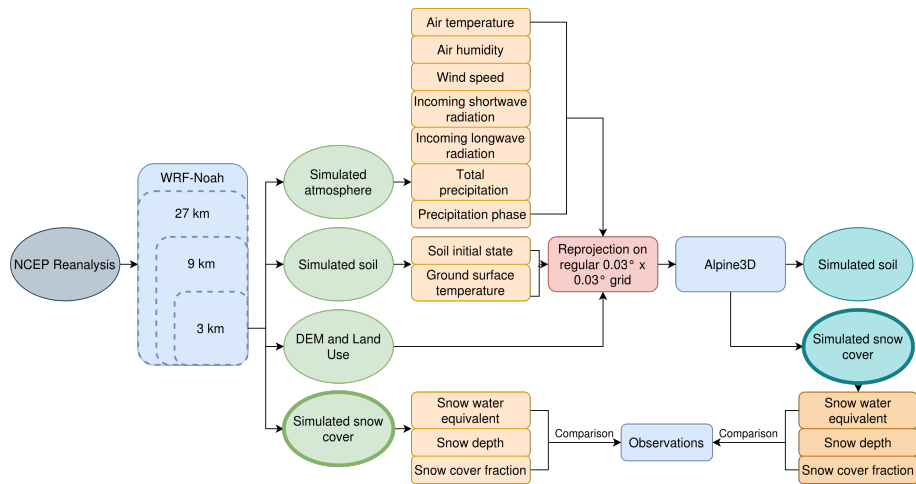 Air temperature
Air humidity
Wind speed
Incoming shortwave
radiation
Incoming longwave
radiation
Total
precipitation
Precipitation phase
WRF-Noah
27 km
9 km
3 km
NCEP Reanalysis
Simulated
atmosphere
Simulated soil
DEM and Land
Use
Simulated snow
cover
Soil initial state
Ground surface
temperature
Reprojection on
regular 0.03° x
0.03° grid
Alpine3D
Simulated soil
Simulated snow
cover
Snow water
equivalent
Snow depth
Snow cover fraction
Comparison
Observations
Comparison
Snow water
equivalent
Snow depth
Snow cover fraction